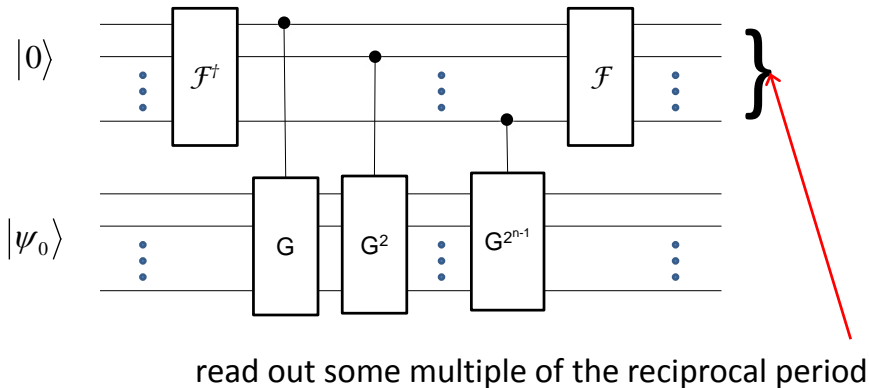 |0⟩
ℱ† ℱ
|ψ₀⟩
G G² G²ⁿ⁻¹
read out some multiple of the reciprocal period